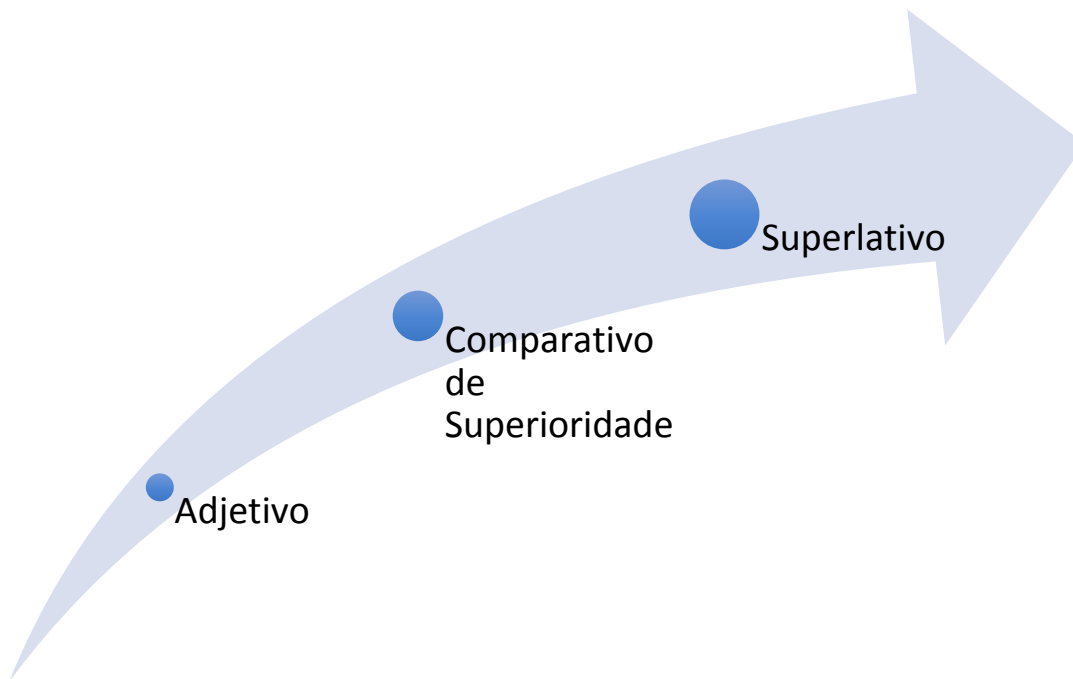 Superlativo
Comparativo
de
Superioridade
Adjetivo